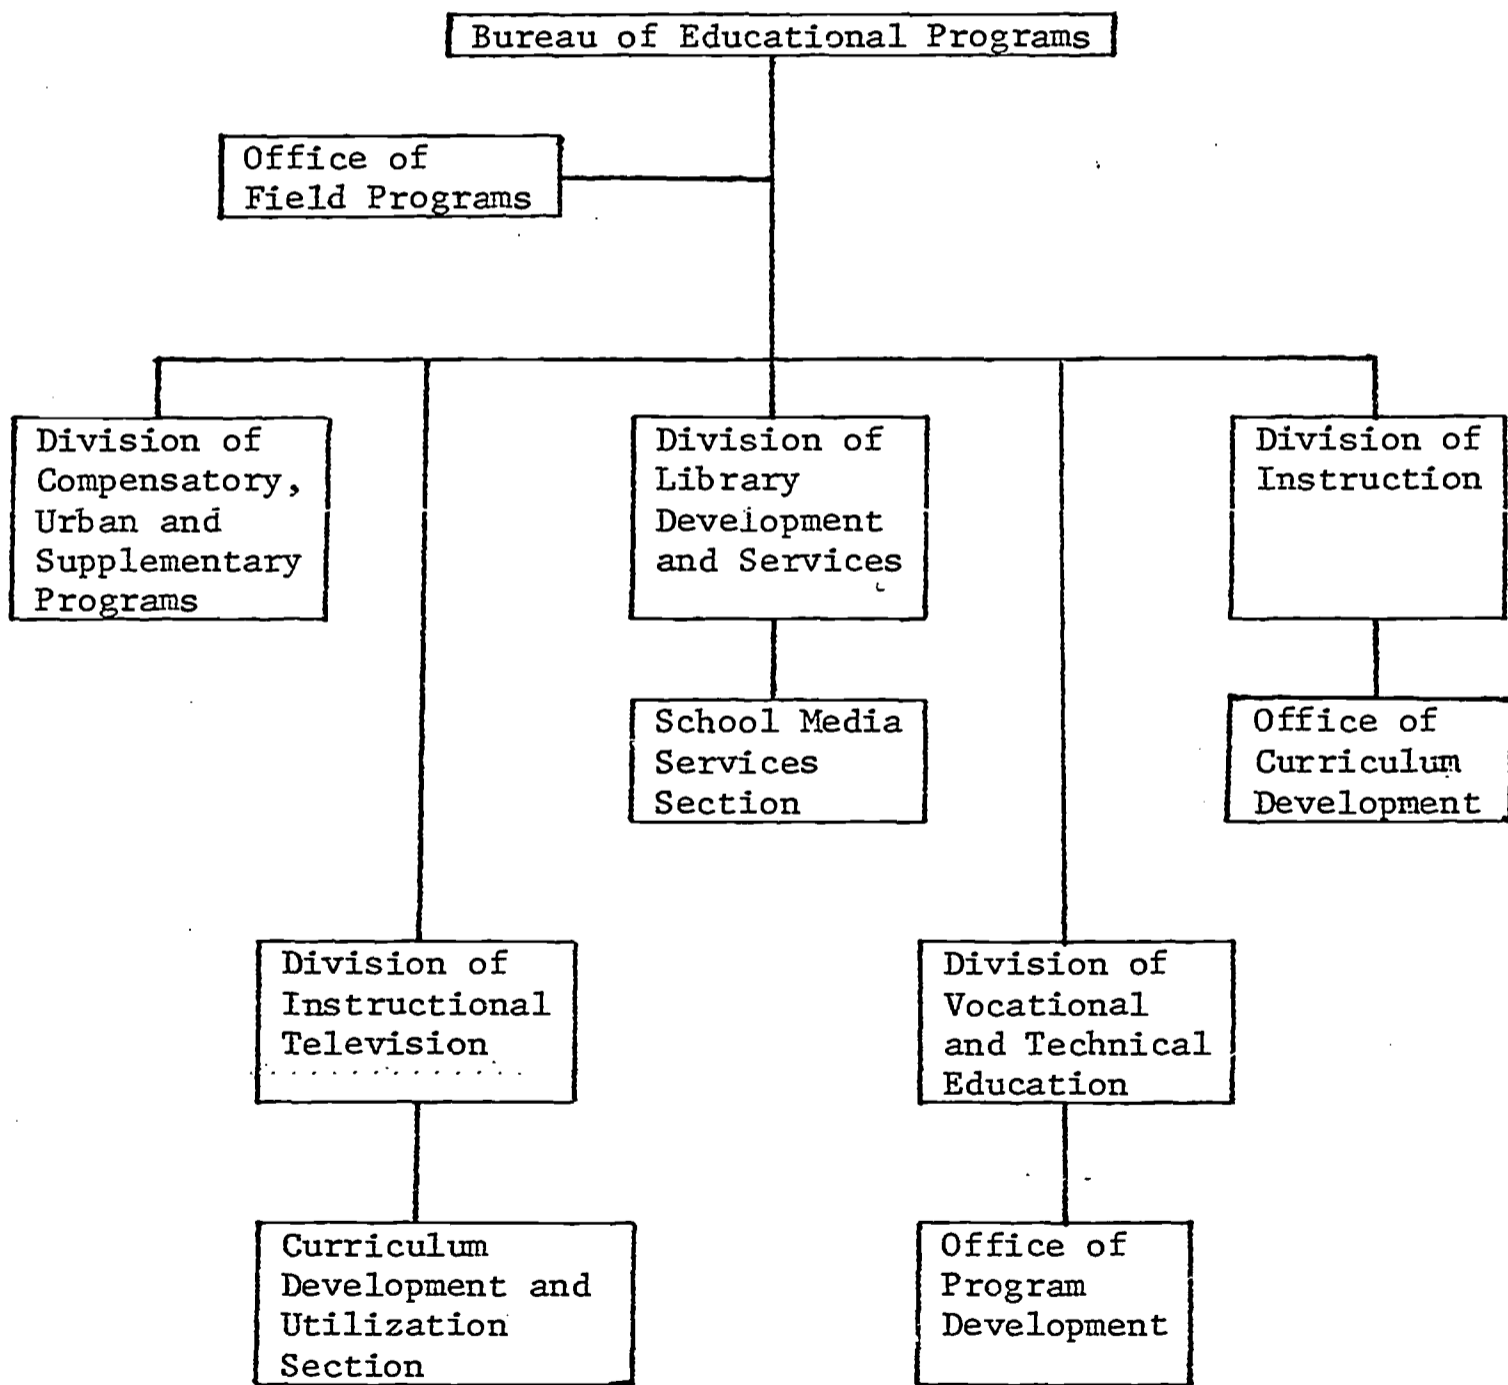 Bureau of Educational Programs
Office of
Field Programs
Division of
Compensatory,
Urban and
Supplementary
Programs
Division of
Library
Development
and Services
Division of
Instruction
School Media
Services
Section
Office of
Curriculum
Development
Division of
Instructional
Television
Division of
Vocational
and Technical
Education
Curriculum
Development and
Utilization
Section
Office of
Program
Development